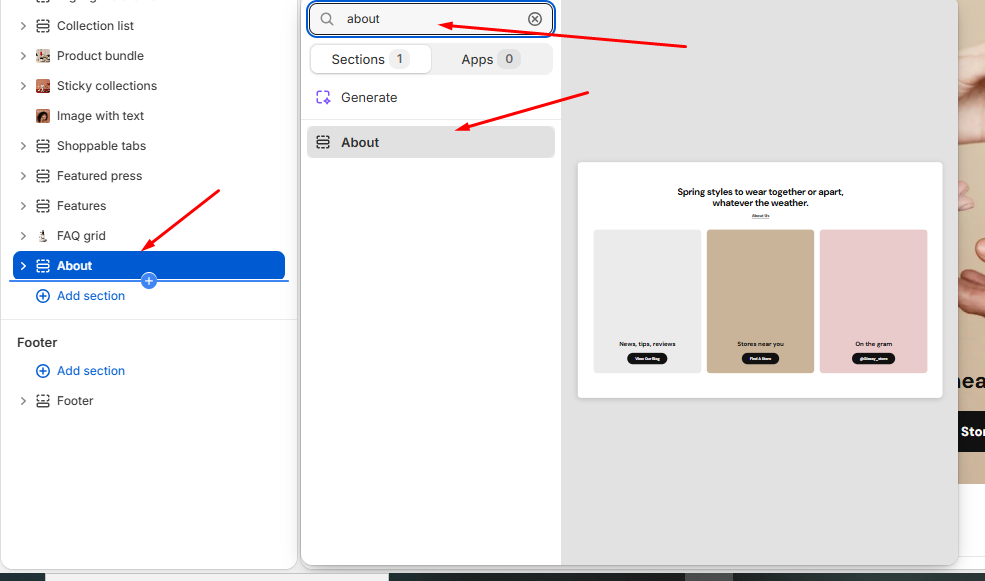 Collection list
Product bundle
Sticky collections
Image with text
Shoppable tabs
Featured press
Features
FAQ grid
About
Add section
Footer
Add section
Footer
about
Sections 1
Apps 0
Generate
About
Spring styles to wear together or apart,
whatever the weather.
About Us
News, tips, reviews
View Our Blog
Stores near you
Find A Store
On the gram